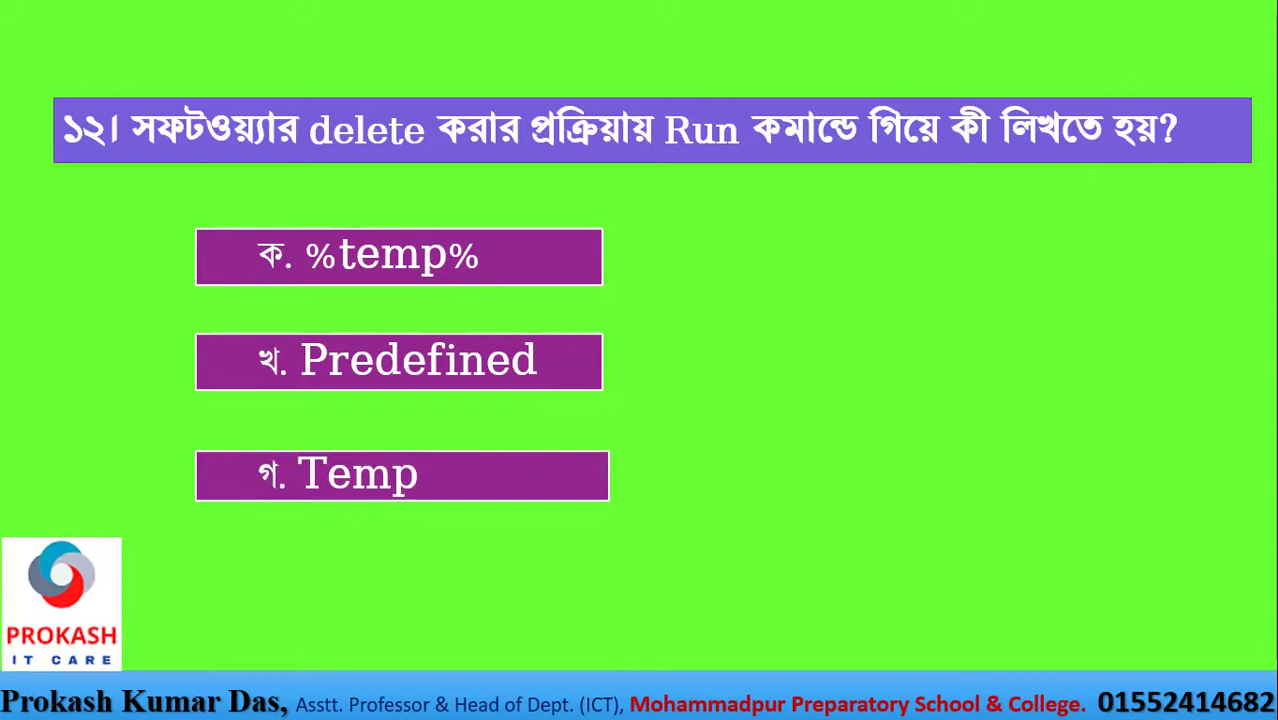 ১২। সফটওয়্যার delete করার প্রক্রিয়ায় Run কমান্ডে গিয়ে কী লিখতে হয়?
ক. %temp%
খ. Predefined
গ. Temp
PROKASH
IT CARE
Prokash Kumar Das, Asstt. Professor & Head of Dept. (ICT), Mohammadpur Preparatory School & College. 01552414682